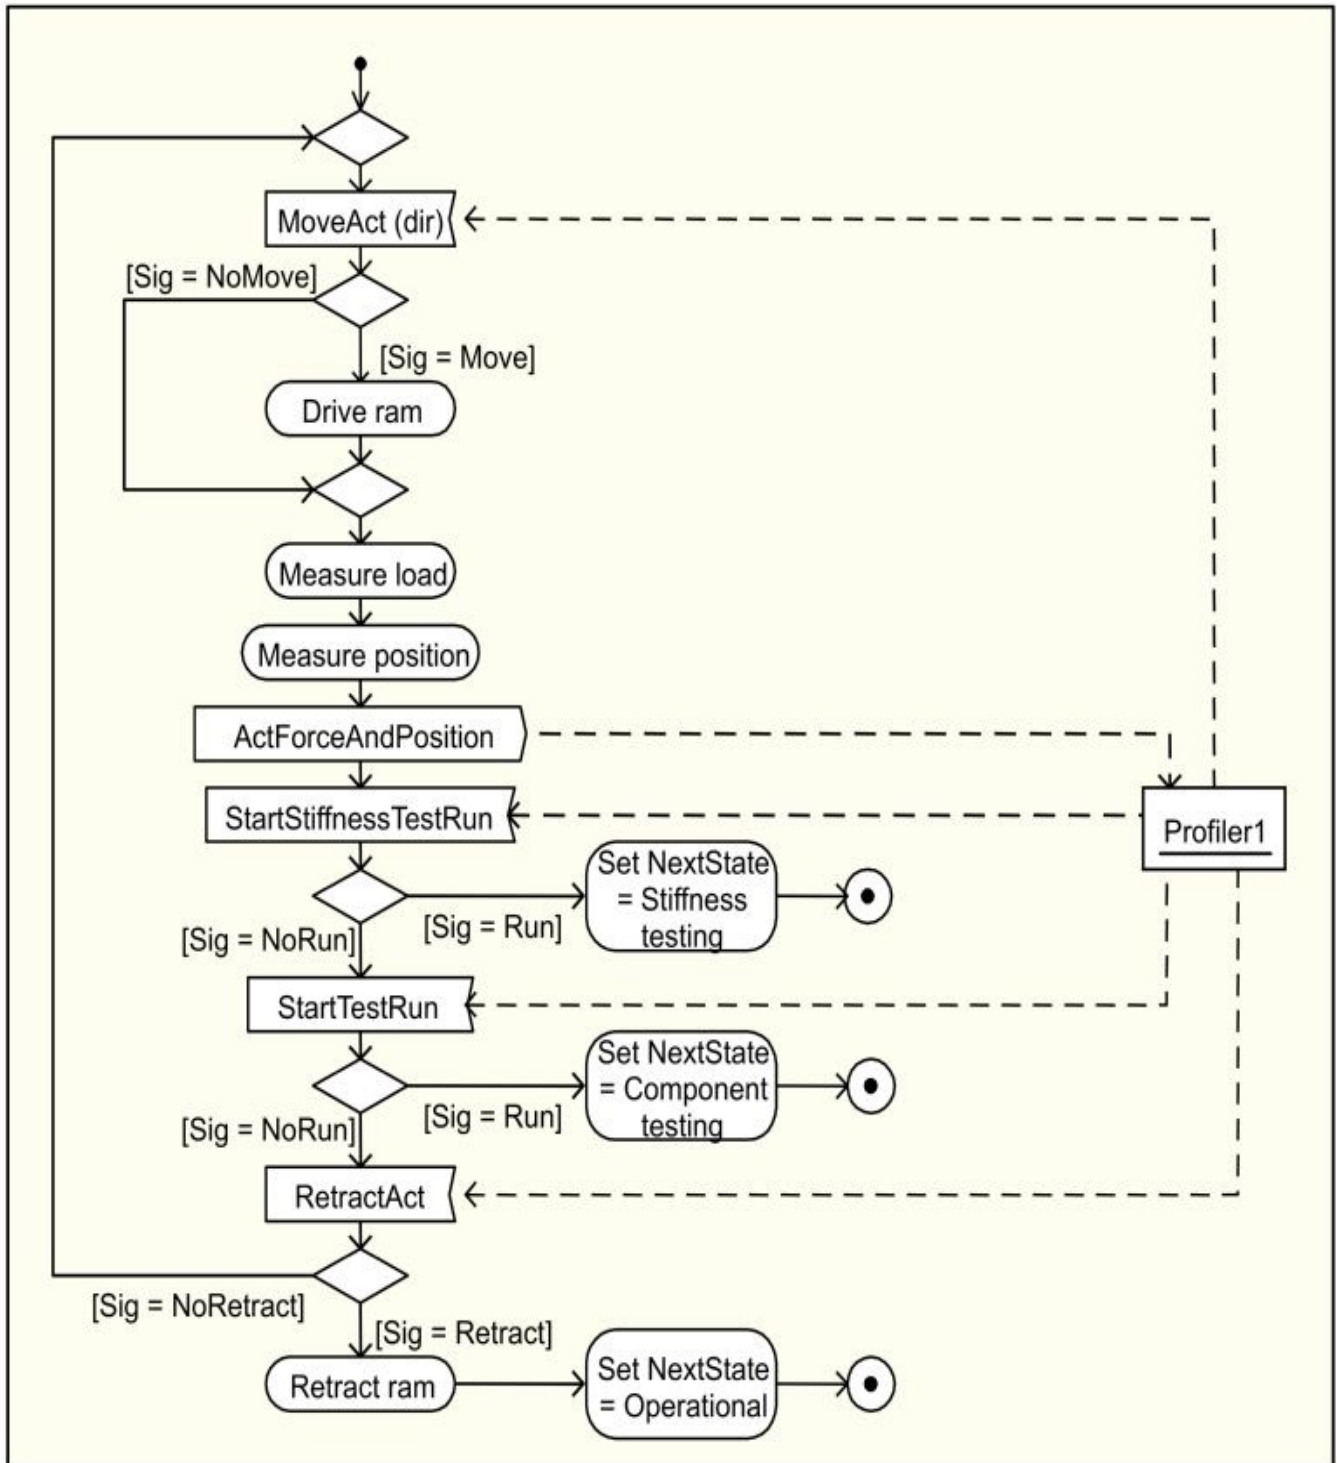 MoveAct (dir)
[Sig = NoMove]
[Sig = Move]
Drive ram
Measure load
Measure position
ActForceAndPosition
StartStiffnessTestRun
Profiler1
Set NextState
= Stiffness
testing
[Sig = Run]
[Sig = NoRun]
StartTestRun
Set NextState
= Component
testing
[Sig = Run]
[Sig = NoRun]
RetractAct
[Sig = NoRetract]
[Sig = Retract]
Retract ram
Set NextState
= Operational